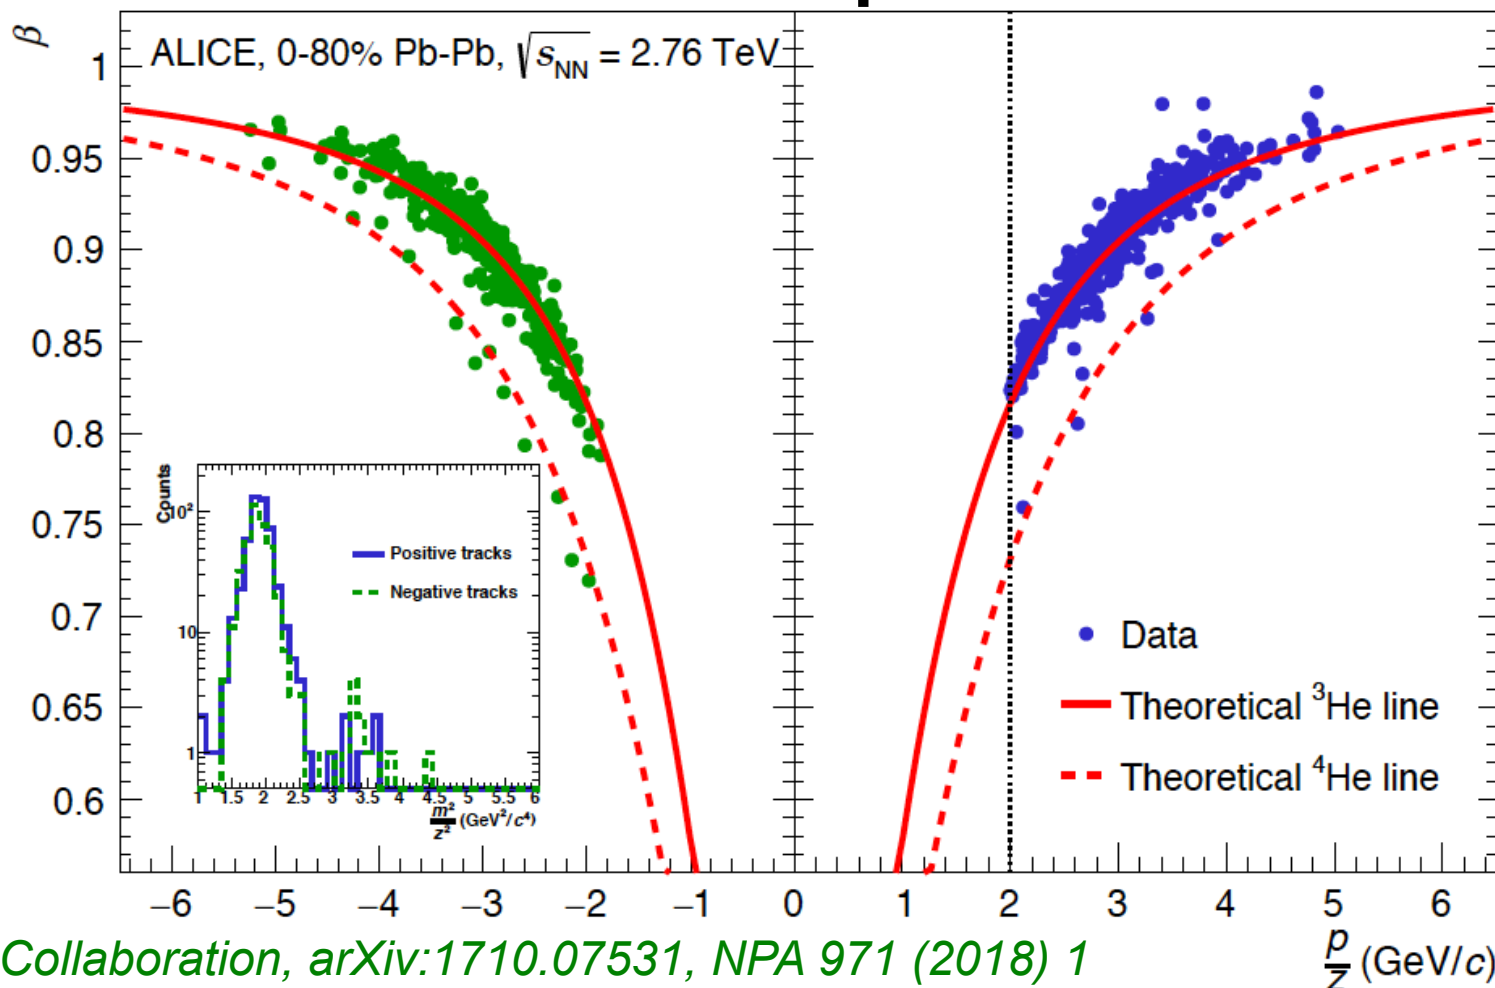 β
ALICE, 0-80% Pb-Pb, √sNN = 2.76 TeV
1
0.95
0.9
0.85
0.8
0.75
0.7
0.65
0.6
Counts
10²
10
1
Positive tracks
Negative tracks
1 1.5 2 2.5 3 3.5 4 4.5 5 5.5 6
m²/z² (GeV²/c⁴)
Data
Theoretical ³He line
Theoretical ⁴He line
−6 −5 −4 −3 −2 −1 0 1 2 3 4 5 6
p/z (GeV/c)
Collaboration, arXiv:1710.07531, NPA 971 (2018) 1